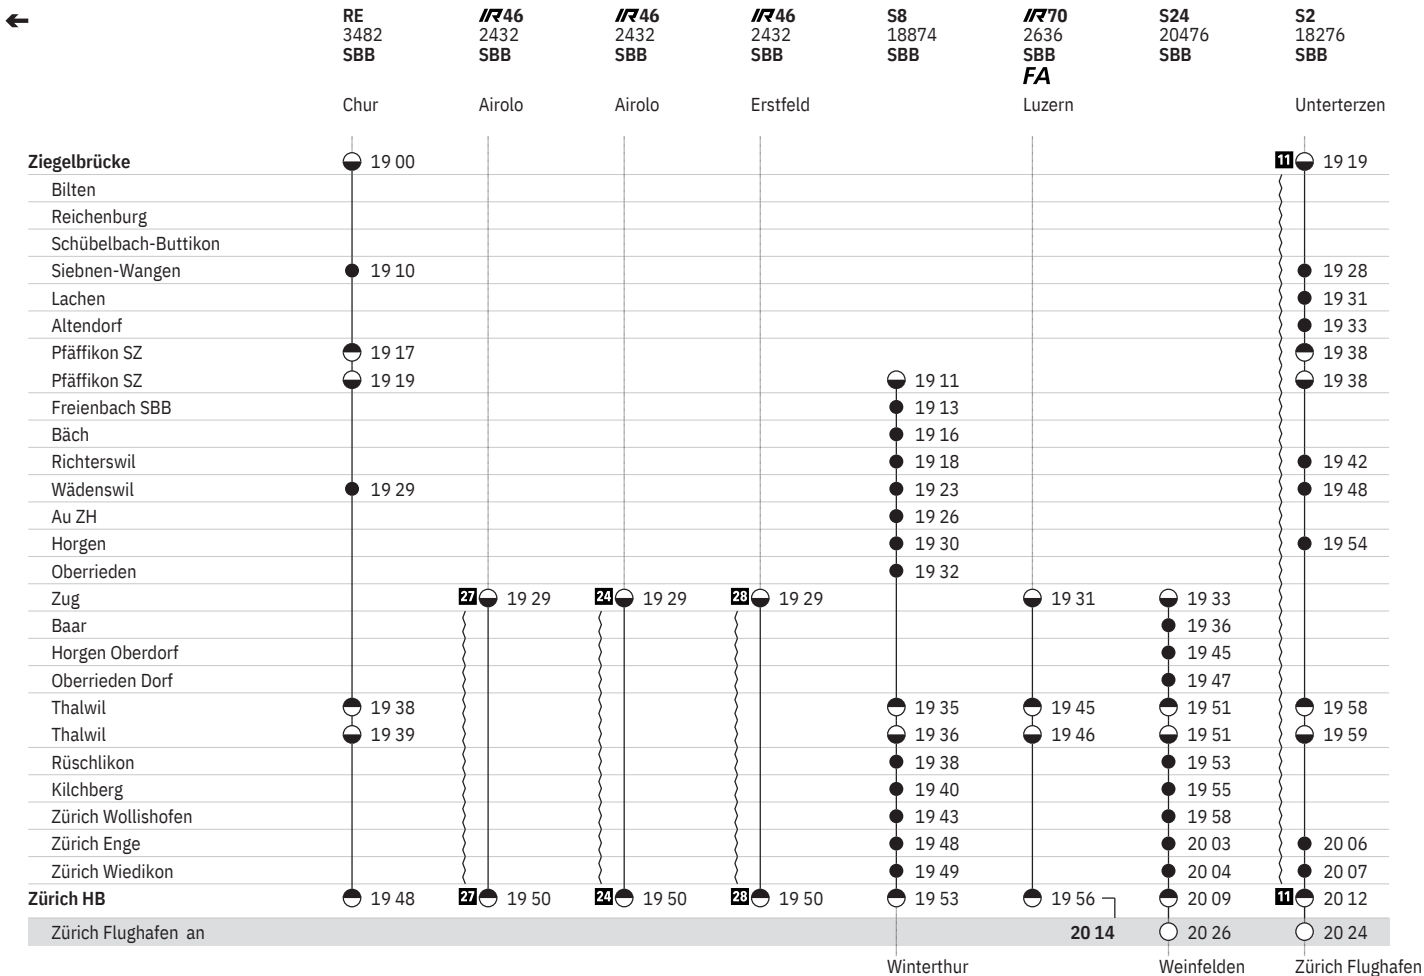 ← RE IR46 IR46 IR46 S8 IR70 S24 S2
3482 2432 2432 2432 18874 2636 20476 18276
SBB SBB SBB SBB SBB SBB SBB SBB
FA
Chur Airolo Airolo Erstfeld Luzern Unterterzen
Ziegelbrücke 19 00 11 19 19
Bilten
Reichenburg
Schübelbach-Buttikon
Siebnen-Wangen 19 10 19 28
Lachen 19 31
Altendorf 19 33
Pfäffikon SZ 19 17 19 38
Pfäffikon SZ 19 19 19 11 19 38
Freienbach SBB 19 13
Bäch 19 16
Richterswil 19 18 19 42
Wädenswil 19 29 19 23 19 48
Au ZH 19 26
Horgen 19 30 19 54
Oberrieden 19 32
Zug 27 19 29 24 19 29 28 19 29 19 31 19 33
Baar 19 36
Horgen Oberdorf 19 45
Oberrieden Dorf 19 47
Thalwil 19 38 19 35 19 45 19 51 19 58
Thalwil 19 39 19 36 19 46 19 51 19 59
Rüschlikon 19 38 19 53
Kilchberg 19 40 19 55
Zürich Wollishofen 19 43 19 58
Zürich Enge 19 48 20 03 20 06
Zürich Wiedikon 19 49 20 04 20 07
Zürich HB 19 48 27 19 50 24 19 50 28 19 50 19 53 19 56 20 09 11 20 12
Zürich Flughafen an 20 14 20 26 20 24
Winterthur Weinfelden Zürich Flughafen